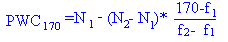 PWC₁₇₀ =N₁ - (N₂- N₁)* 170-f₁ / f₂- f₁